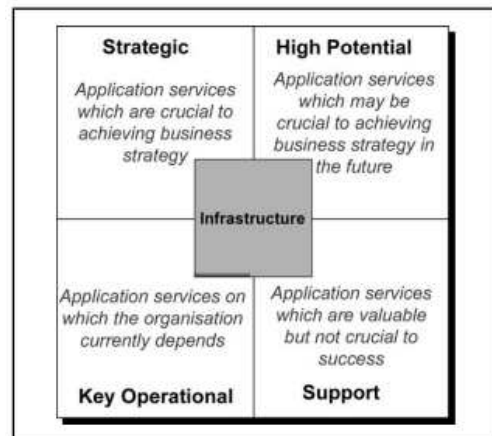 Strategic
Application services
which are crucial to
achieving business
strategy
High Potential
Application services
which may be
crucial to achieving
business strategy in
the future
Infrastructure
Application services on
which the organisation
currently depends
Key Operational
Application services
which are valuable
but not crucial to
success
Support